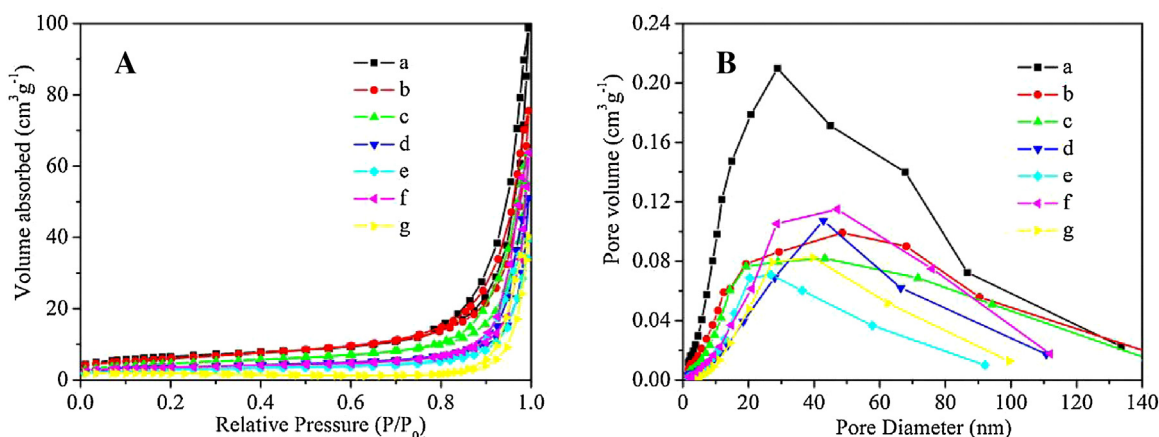 A
a
b
c
d
e
f
g
100
80
60
40
20
0
Volume absorbed (cm³g⁻¹)
0.0 0.2 0.4 0.6 0.8 1.0
Relative Pressure (P/P₀)
B
a
b
c
d
e
f
g
0.24
0.20
0.16
0.12
0.08
0.04
0.00
Pore volume (cm³g⁻¹)
0 20 40 60 80 100 120 140
Pore Diameter (nm)